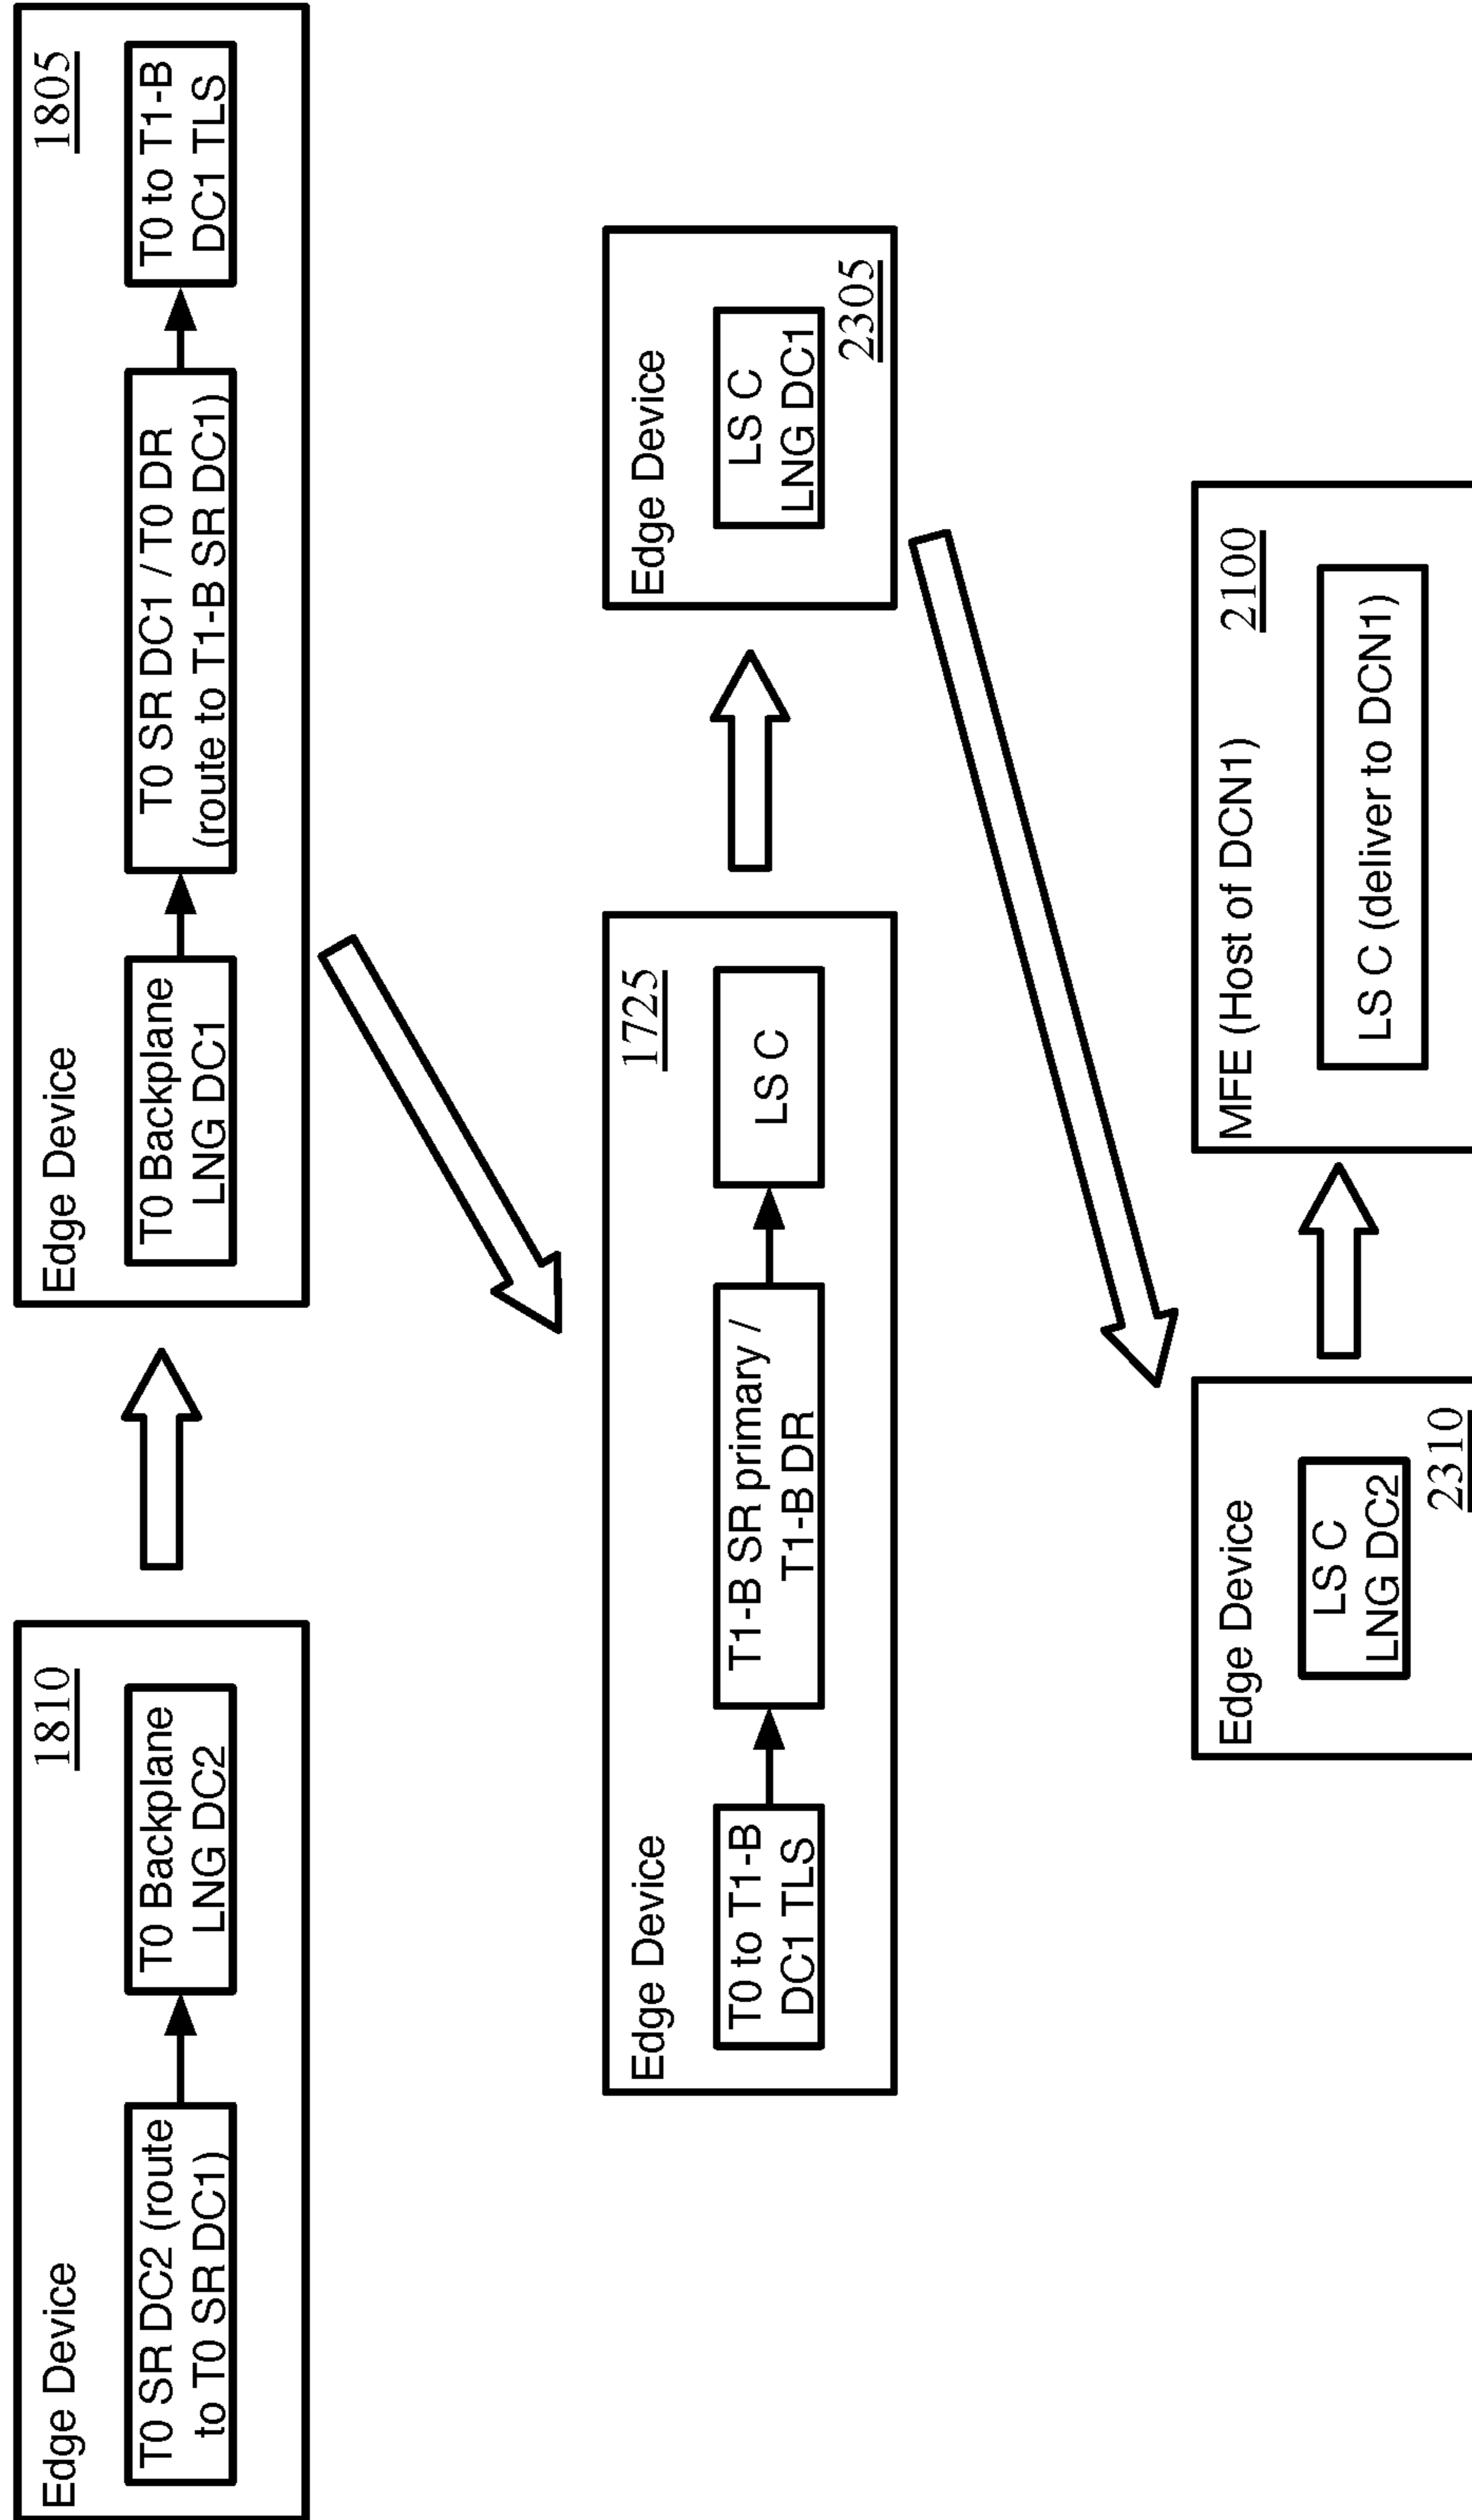 Edge Device
1810
T0 SR DC2 (route
to T0 SR DC1)
T0 Backplane
LNG DC2
Edge Device
1805
T0 Backplane
LNG DC1
T0 SR DC1 / T0 DR
(route to T1-B SR DC1)
T0 to T1-B
DC1 TLS
Edge Device
1725
T0 to T1-B
DC1 TLS
T1-B SR primary /
T1-B DR
LS C
Edge Device
LS C
LNG DC1
2305
Edge Device
LS C
LNG DC2
2310
MFE (Host of DCN1)
2100
LS C (deliver to DCN1)